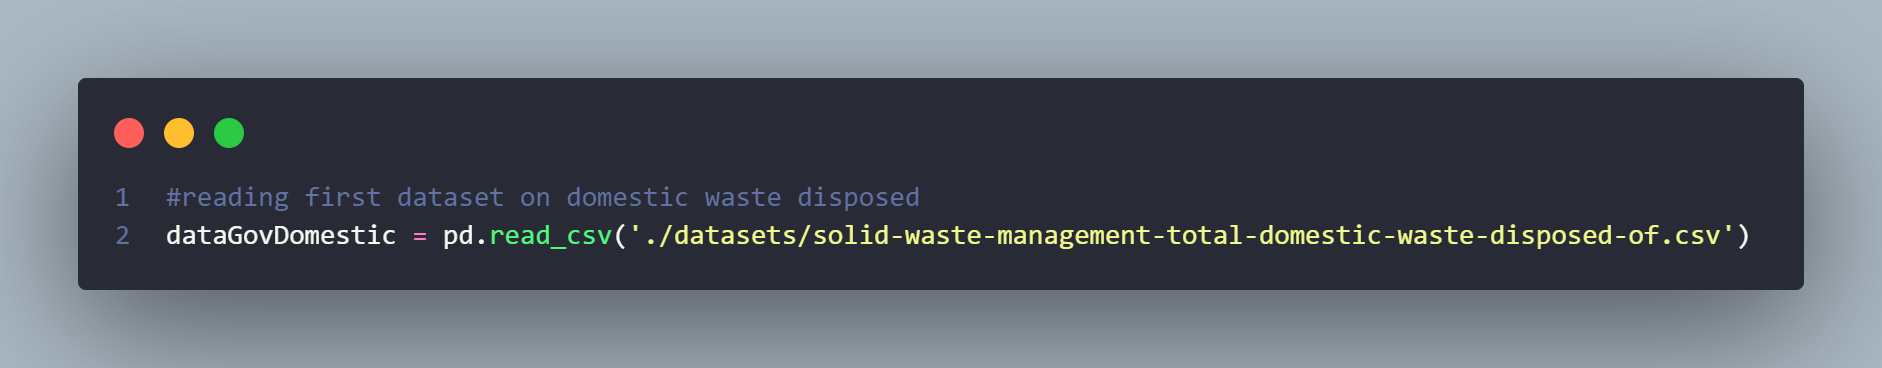 1 #reading first dataset on domestic waste disposed
2 dataGovDomestic = pd.read_csv('./datasets/solid-waste-management-total-domestic-waste-disposed-of.csv')